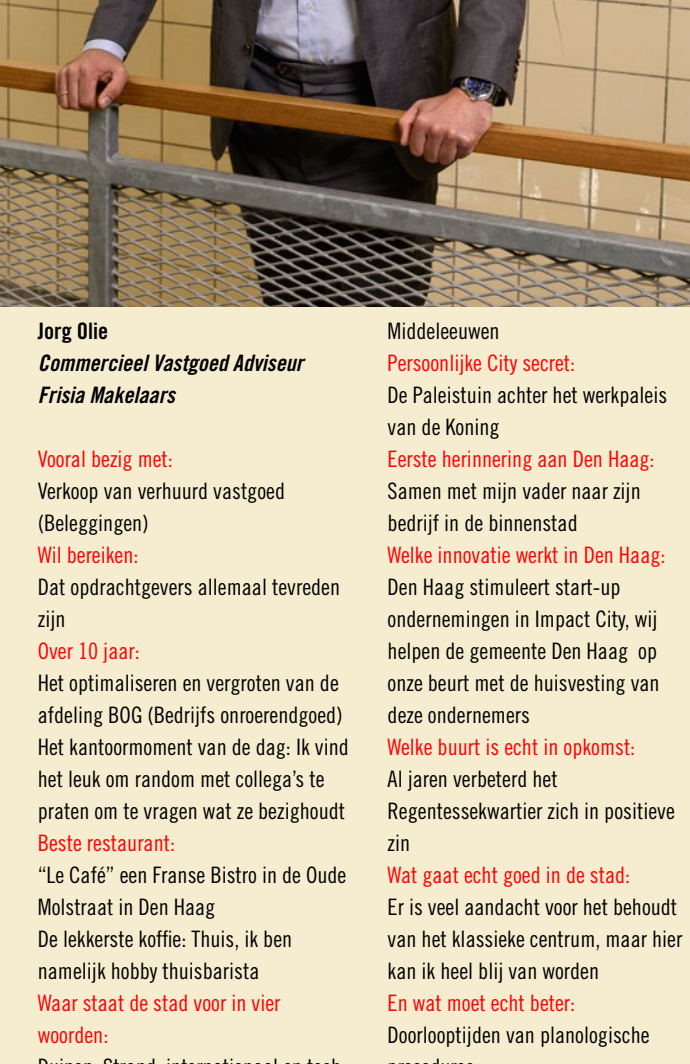 Jorg Olie
Commercieel Vastgoed Adviseur
Frisia Makelaars
Vooral bezig met:
Verkoop van verhuurd vastgoed
(Beleggingen)
Wil bereiken:
Dat opdrachtgevers allemaal tevreden
zijn
Over 10 jaar:
Het optimaliseren en vergroten van de
afdeling BOG (Bedrijfs onroerendgoed)
Het kantoormoment van de dag: Ik vind
het leuk om random met collega’s te
praten om te vragen wat ze bezighoudt
Beste restaurant:
“Le Café” een Franse Bistro in de Oude
Molstraat in Den Haag
De lekkerste koffie: Thuis, ik ben
namelijk hobby thuisbarista
Waar staat de stad voor in vier
woorden:
Duinen, Strand, internationaal en toch
Middeleeuwen
Persoonlijke City secret:
De Paleistuin achter het werkpaleis
van de Koning
Eerste herinnering aan Den Haag:
Samen met mijn vader naar zijn
bedrijf in de binnenstad
Welke innovatie werkt in Den Haag:
Den Haag stimuleert start-up
ondernemingen in Impact City, wij
helpen de gemeente Den Haag  op
onze beurt met de huisvesting van
deze ondernemers
Welke buurt is echt in opkomst:
Al jaren verbeterd het
Regentessekwartier zich in positieve
zin
Wat gaat echt goed in de stad:
Er is veel aandacht voor het behoudt
van het klassieke centrum, maar hier
kan ik heel blij van worden
En wat moet echt beter:
Doorlooptijden van planologische
procedures